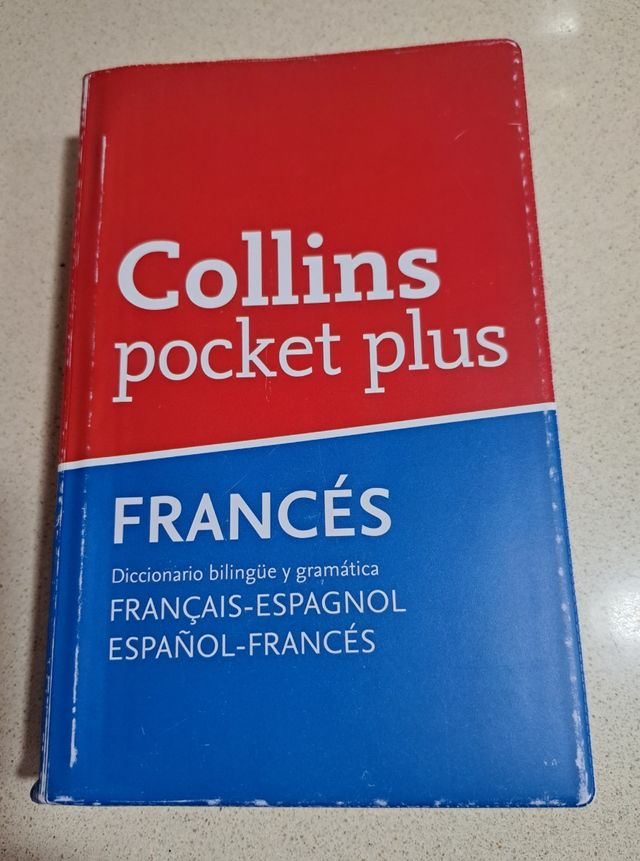 Collins
pocket plus
FRANCÉS
Diccionario bilingüe y gramática
FRANÇAIS-ESPAGNOL
ESPAÑOL-FRANCÉS